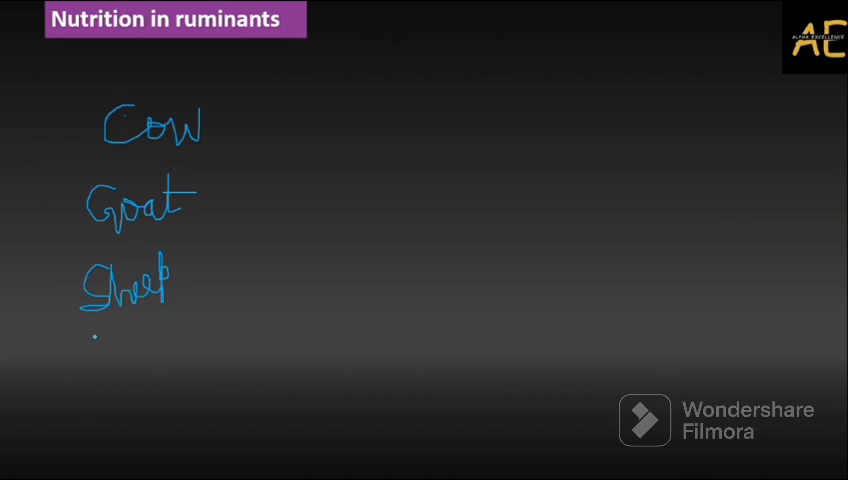 Nutrition in ruminants
AE
ALPHA EXCELLENCE
Cow
Goat
Sheep
Wondershare
Filmora